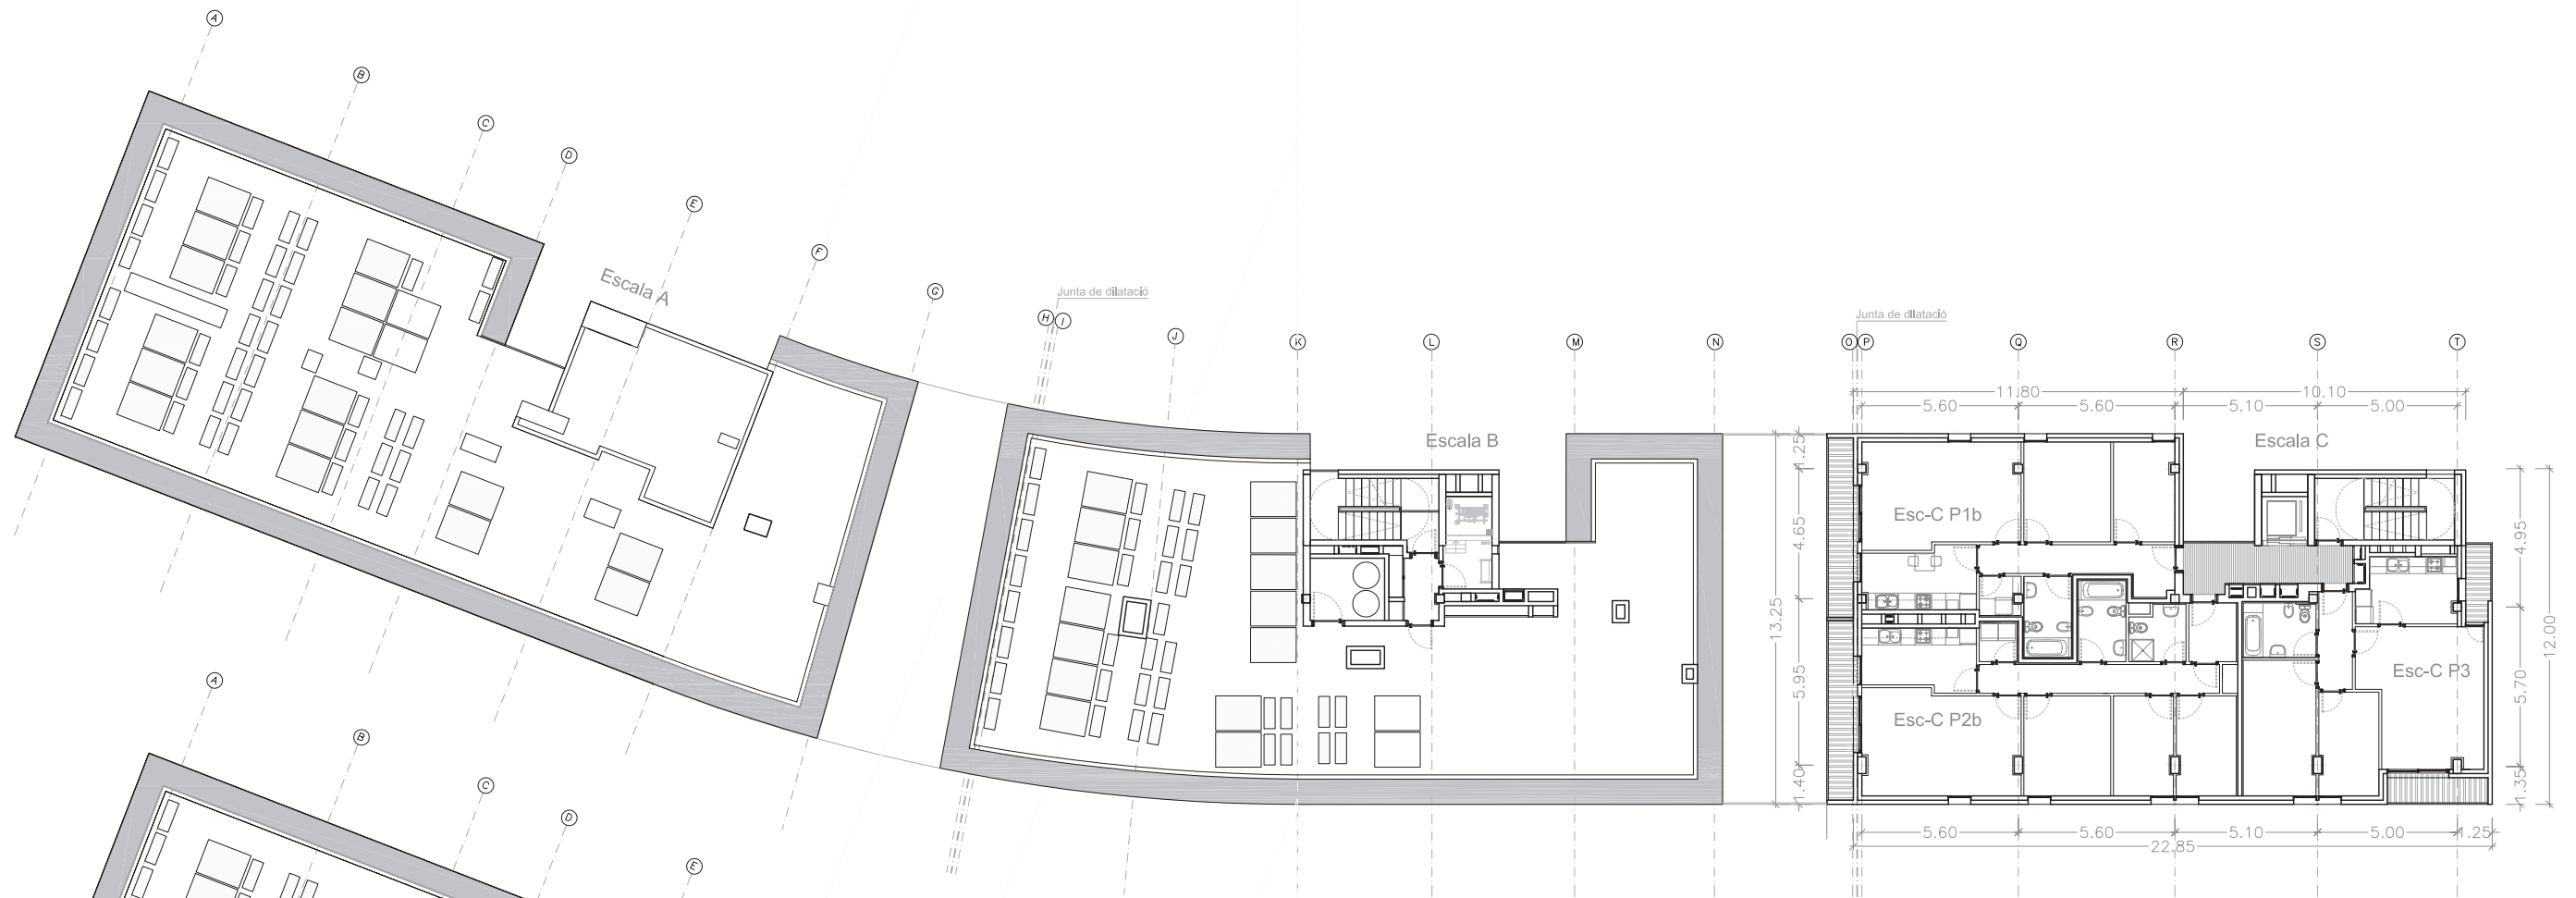 A
B
C
D
E
F
G
Escala A
Junta de dilatació
H I
J
K
L
M
N
Escala B
Junta de dilatació
O P
Q
R
S
T
11.80
10.10
5.60
5.60
5.10
5.00
Escala C
1.25
4.65
13.25
5.95
1.40
Esc-C P1b
Esc-C P2b
Esc-C P3
4.95
12.00
5.70
1.35
5.60
5.60
5.10
5.00
1.25
22.85
A
B
C
D
E